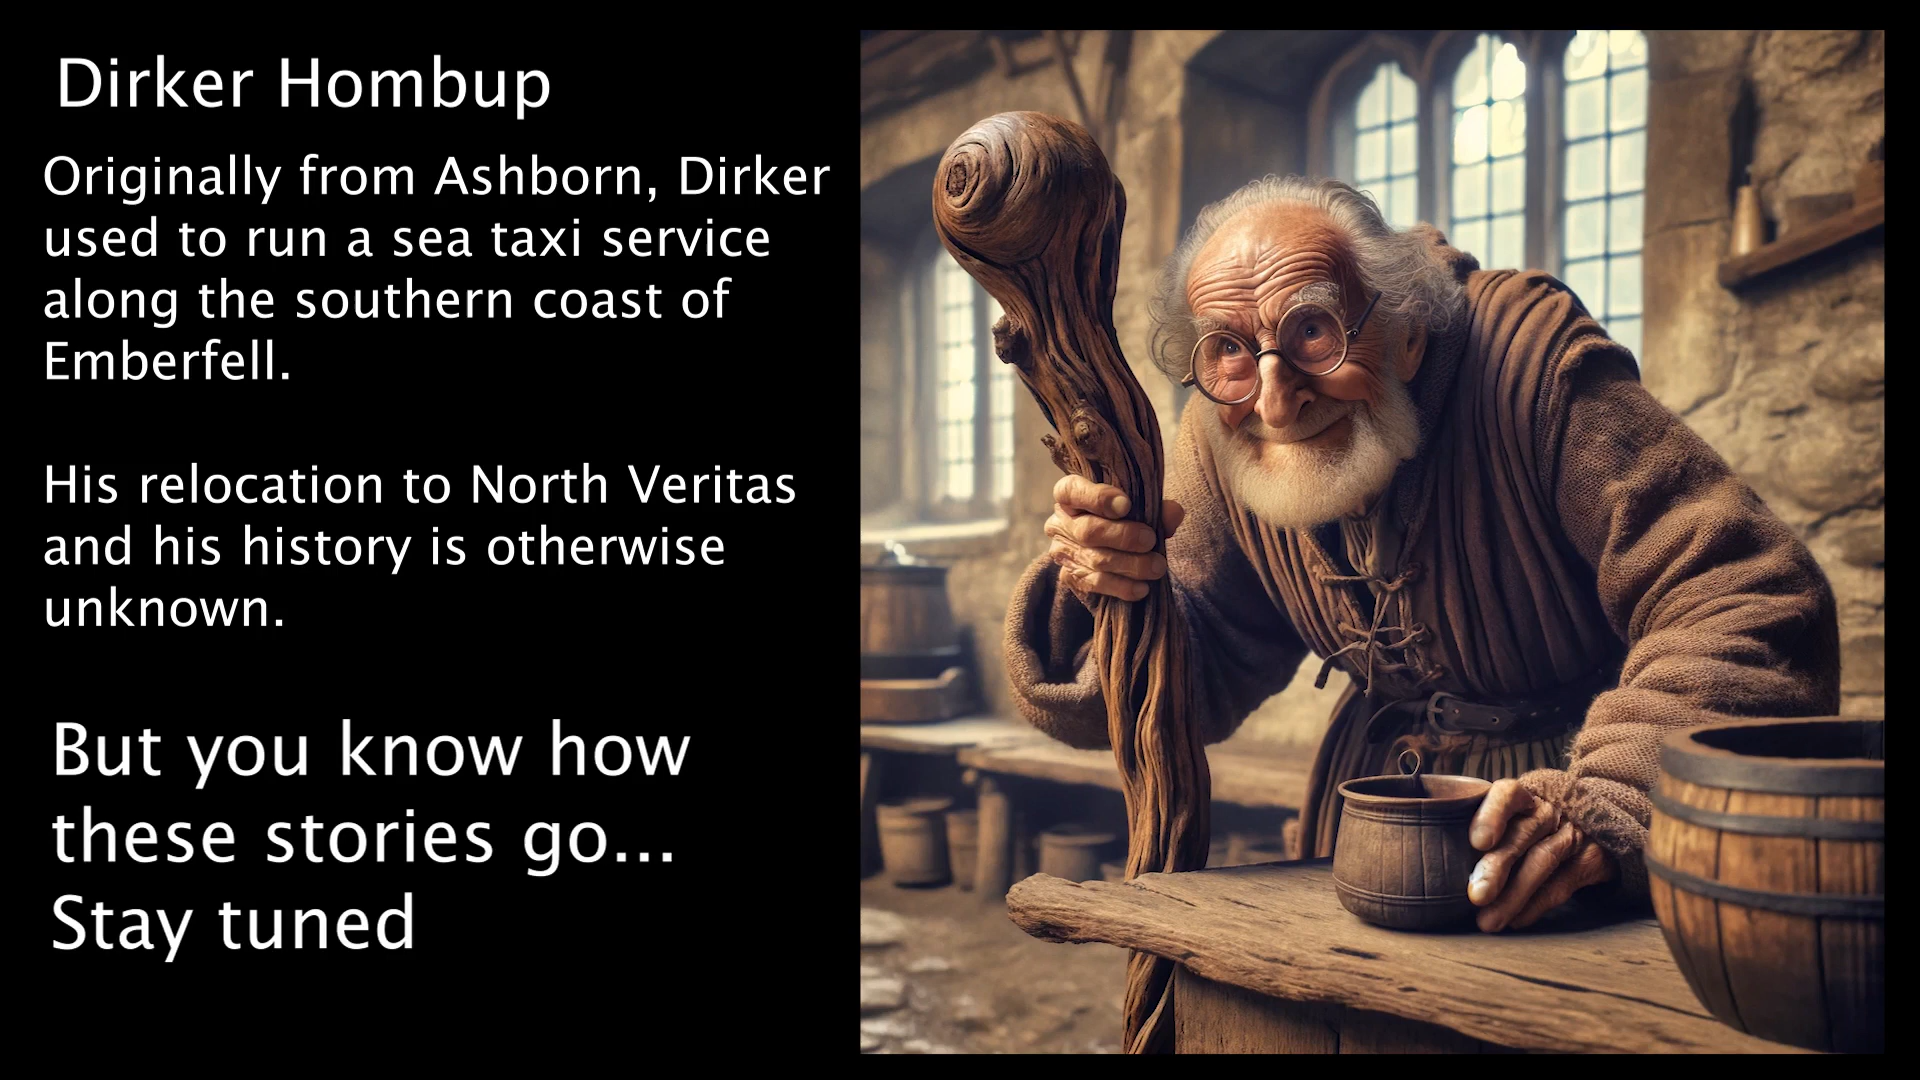 Dirker Hombup
Originally from Ashborn, Dirker
used to run a sea taxi service
along the southern coast of
Emberfell.
His relocation to North Veritas
and his history is otherwise
unknown.
But you know how
these stories go...
Stay tuned